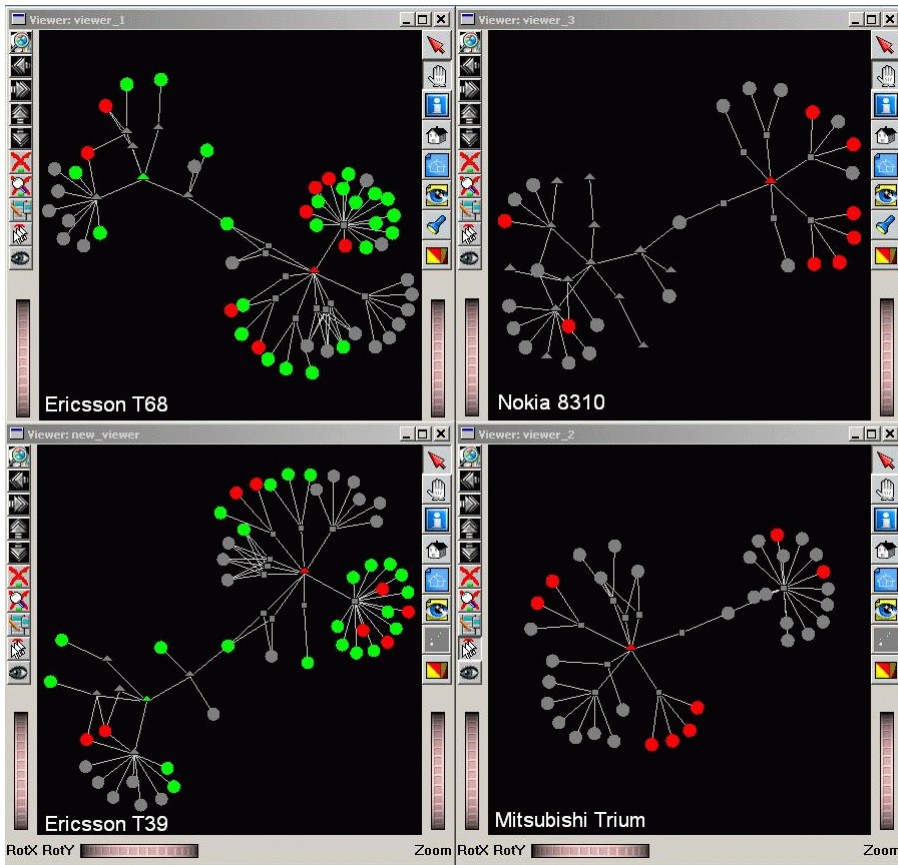 Viewer: viewer_1
Viewer: viewer_3
Ericsson T68
Nokia 8310
Viewer: new_viewer
Viewer: viewer_2
Ericsson T39
Mitsubishi Trium
RotX RotY
Zoom
RotX RotY
Zoom